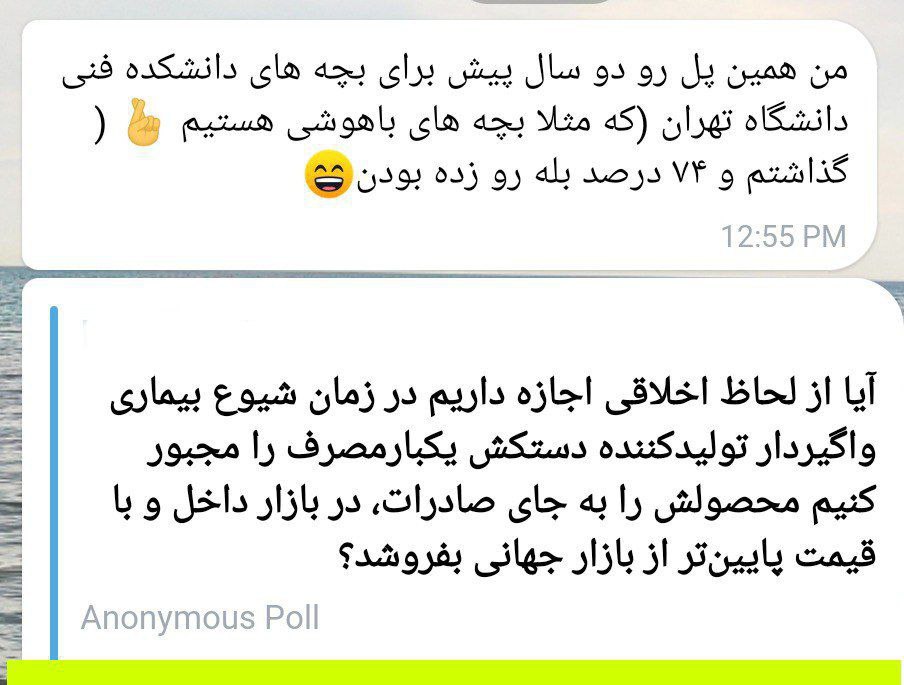 من همین پل رو دو سال پیش برای بچه های دانشکده فنی
دانشگاه تهران (که مثلا بچه های باهوشی هستیم 🤞 (
گذاشتم و ۷۴ درصد بله رو زده بودن😄
12:55 PM
آیا از لحاظ اخلاقی اجازه داریم در زمان شیوع بیماری
واگیردار تولیدکننده دستکش یکبارمصرف را مجبور
کنیم محصولش را به جای صادرات، در بازار داخل و با
قیمت پایین‌تر از بازار جهانی بفروشد؟
Anonymous Poll